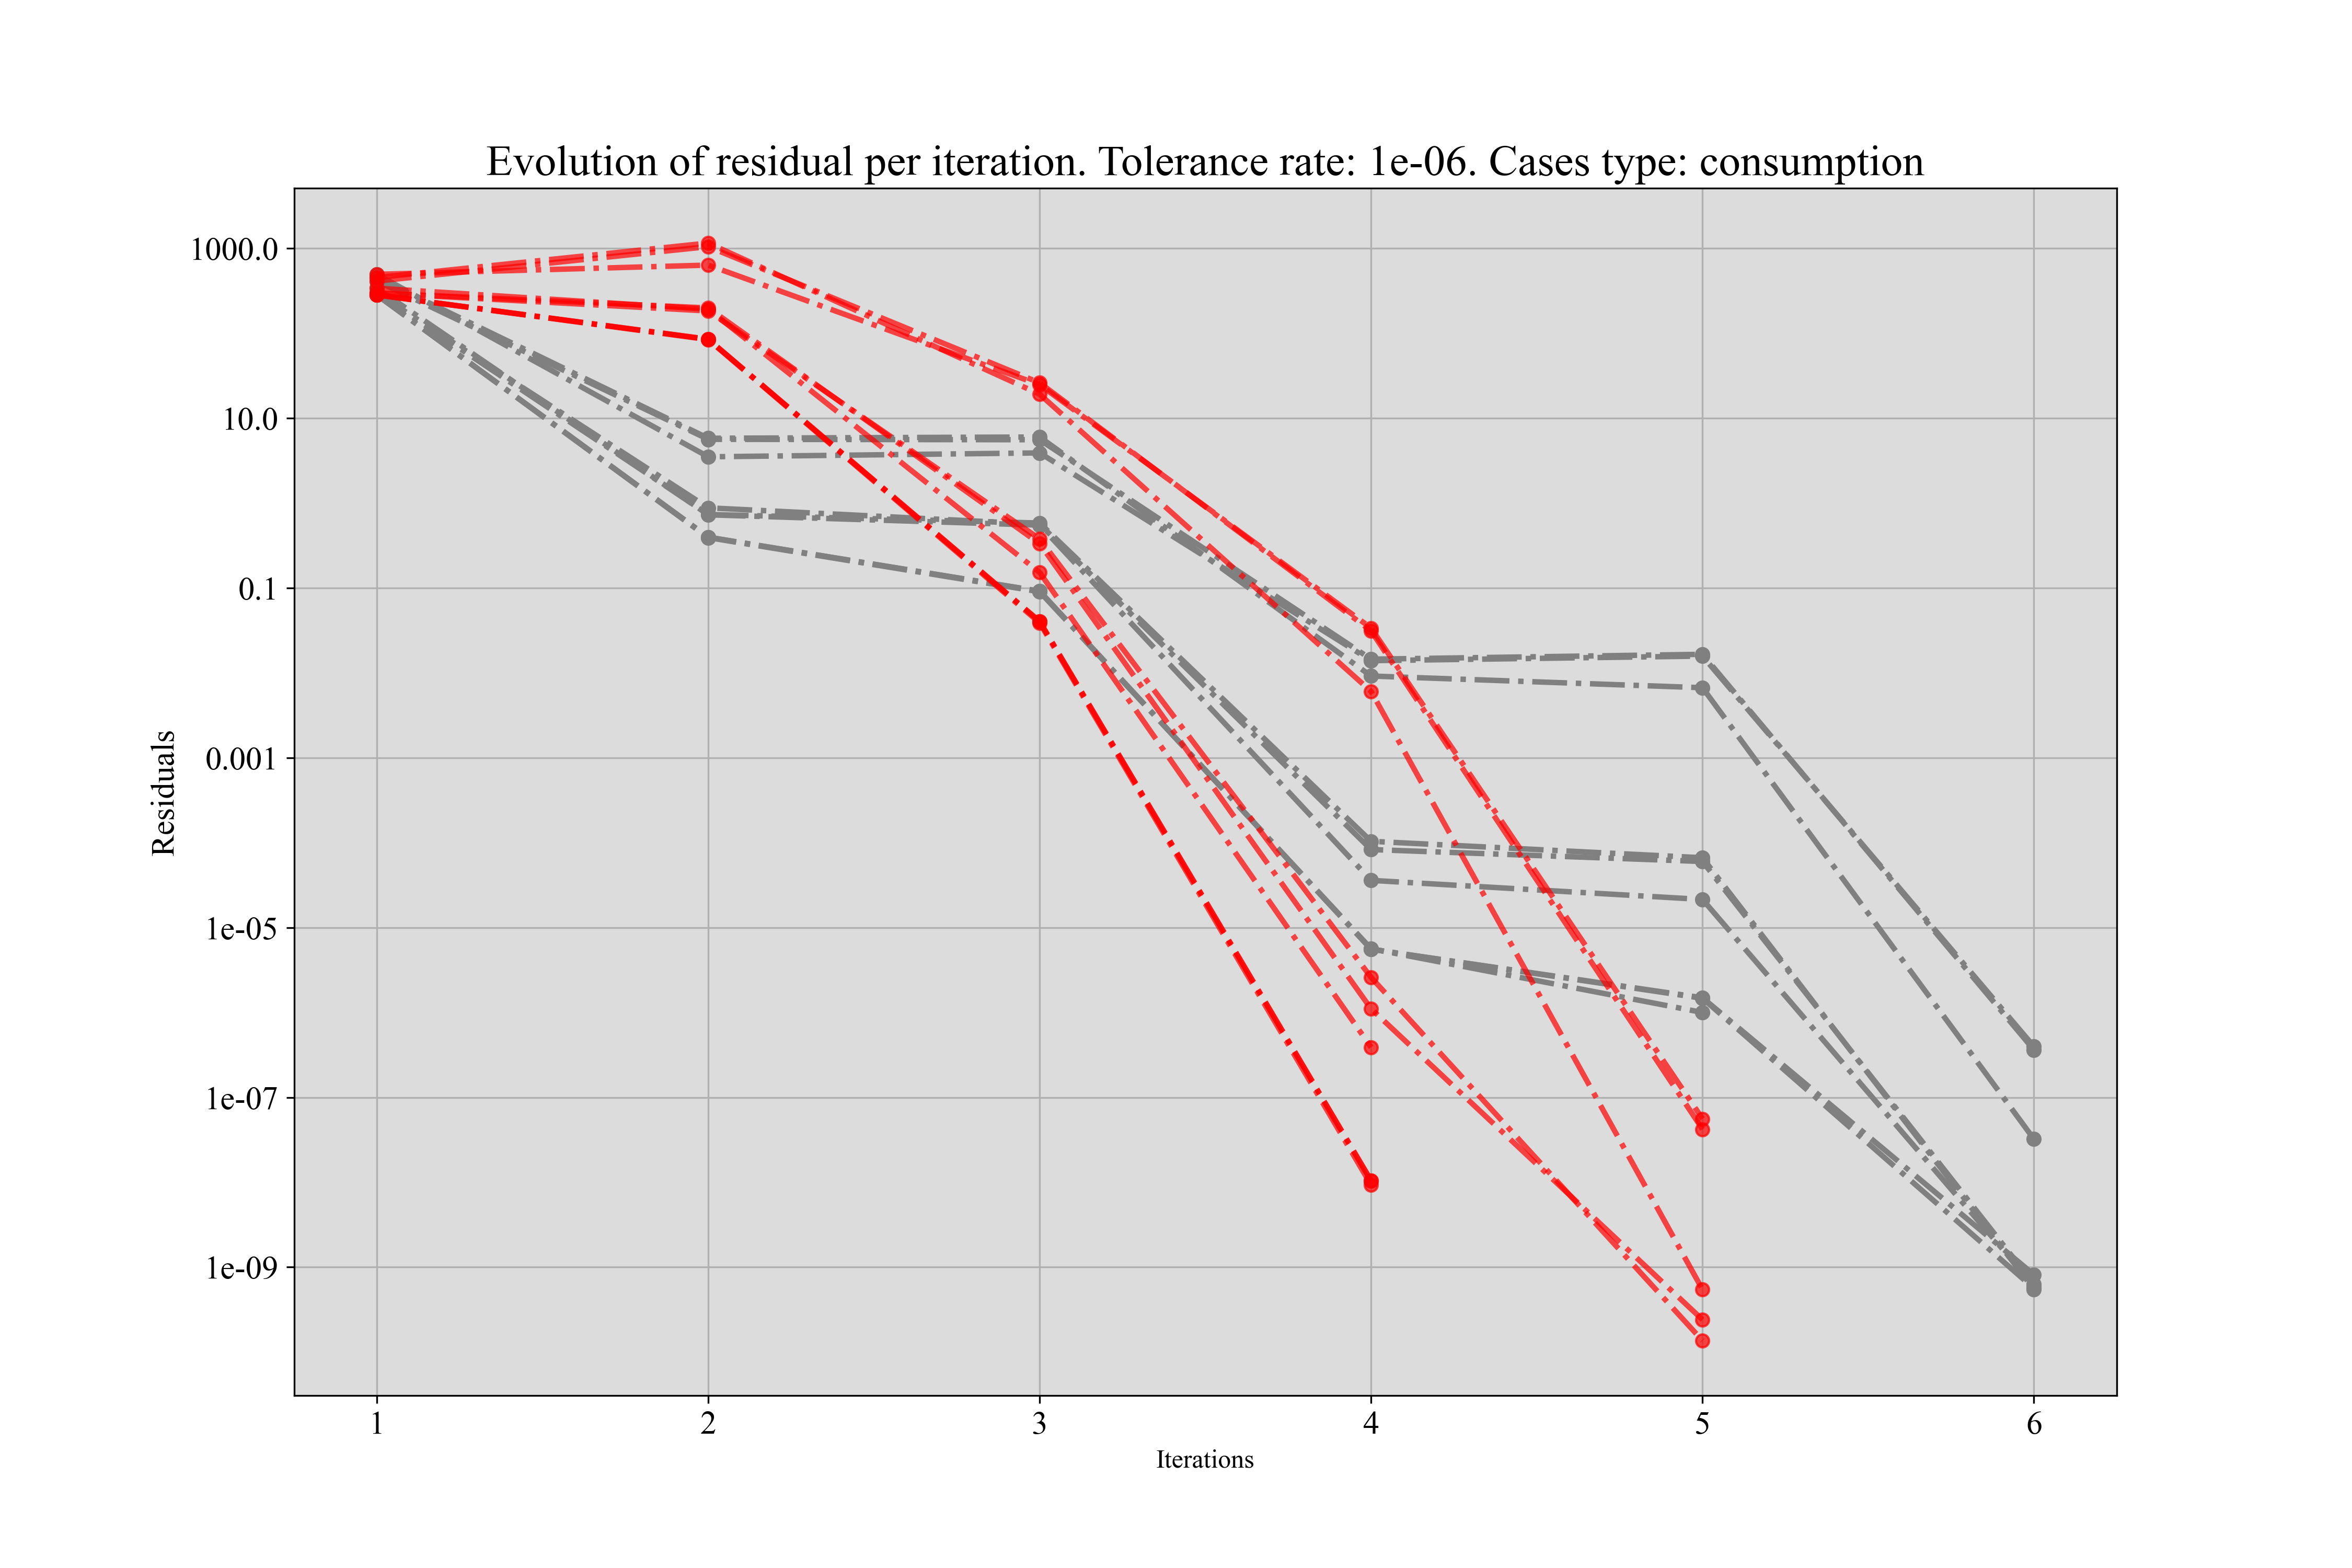 Evolution of residual per iteration. Tolerance rate: 1e-06. Cases type: consumption
1000.0
10.0
0.1
0.001
1e-05
1e-07
1e-09
Residuals
1 2 3 4 5 6
Iterations